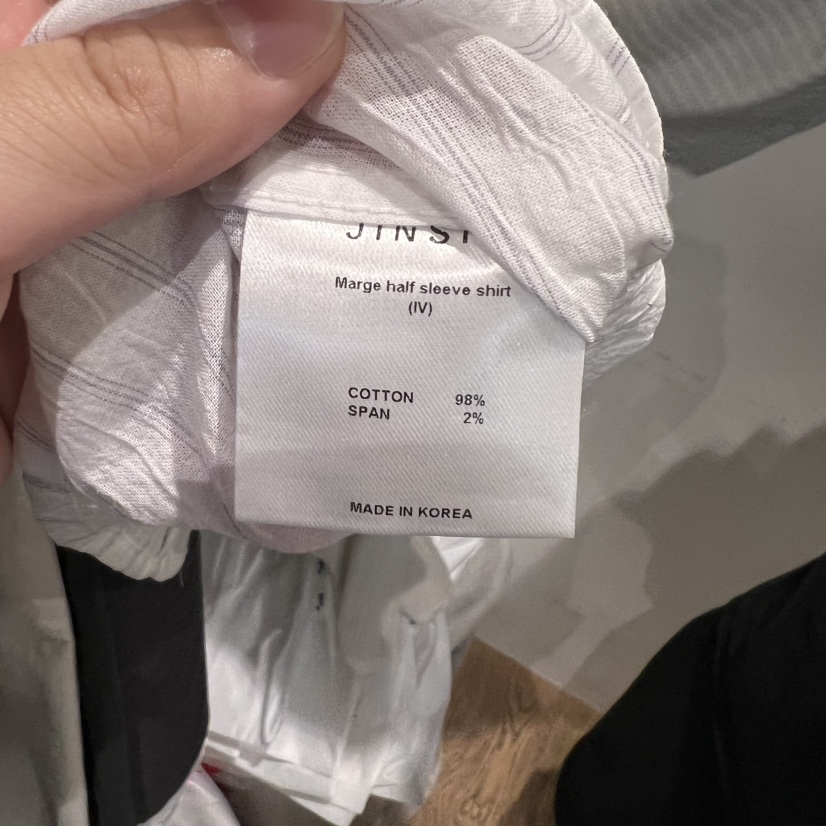 Marge half sleeve shirt
(IV)
COTTON 98%
SPAN 2%
MADE IN KOREA